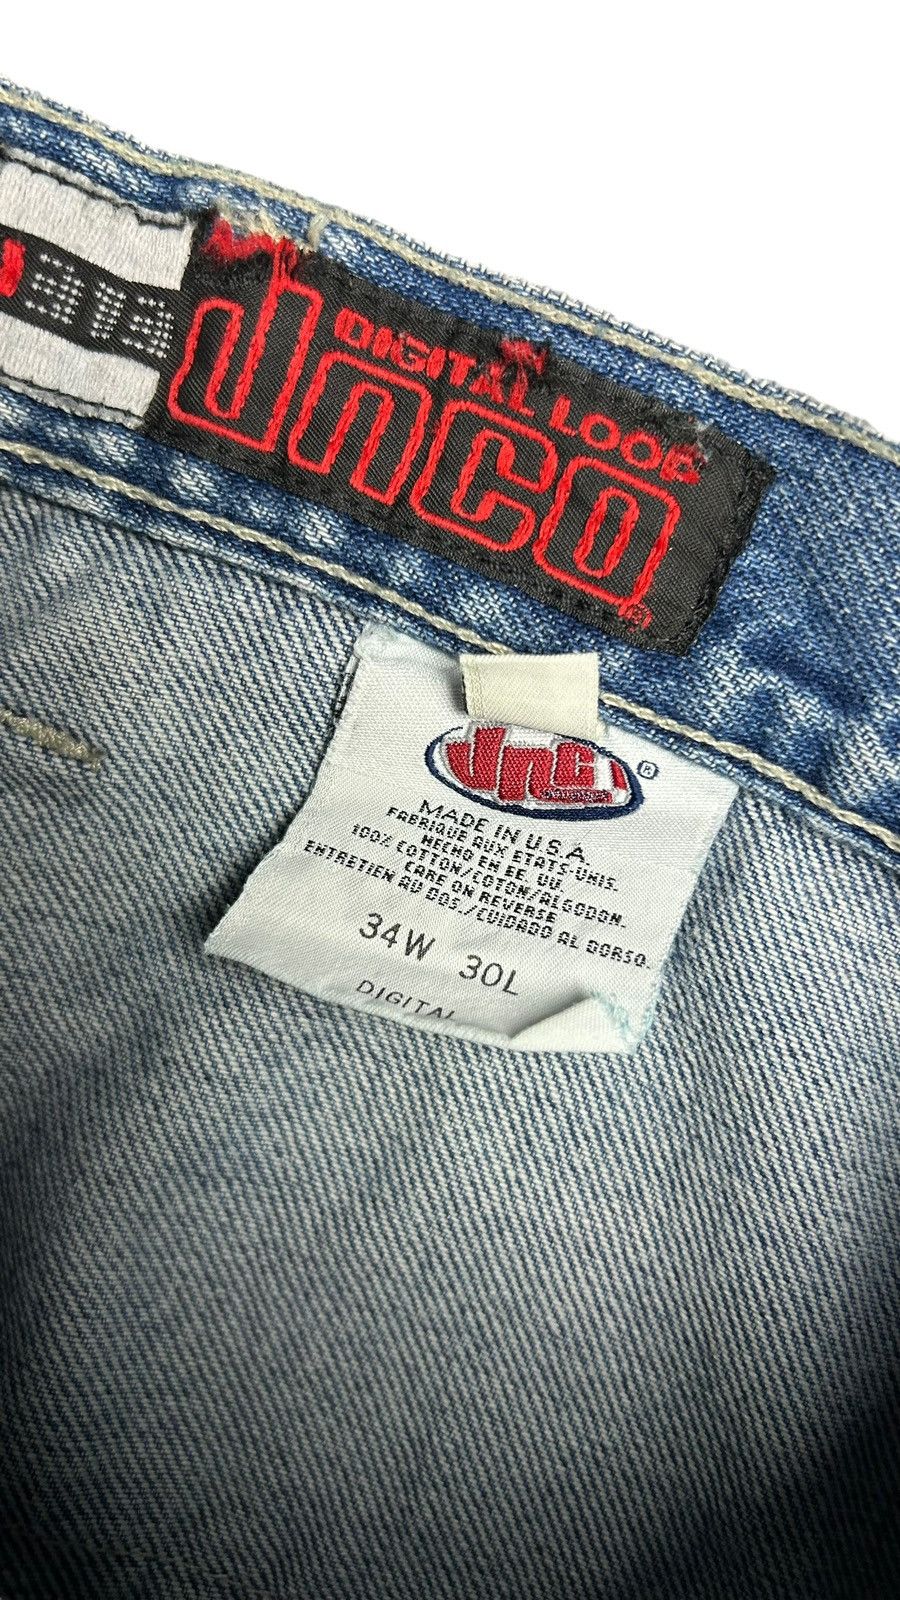 DIGITAL LOOP
JNCO
®
JNCO
®
MADE IN U.S.A.
FABRIQUE AUX ETATS-UNIS.
HECHO EN EE. UU.
100% COTTON/COTON/ALGODON.
CARE ON REVERSE
ENTRETIEN AU DOS./CUIDADO AL DORSO.
34W 30L
DIGITAL